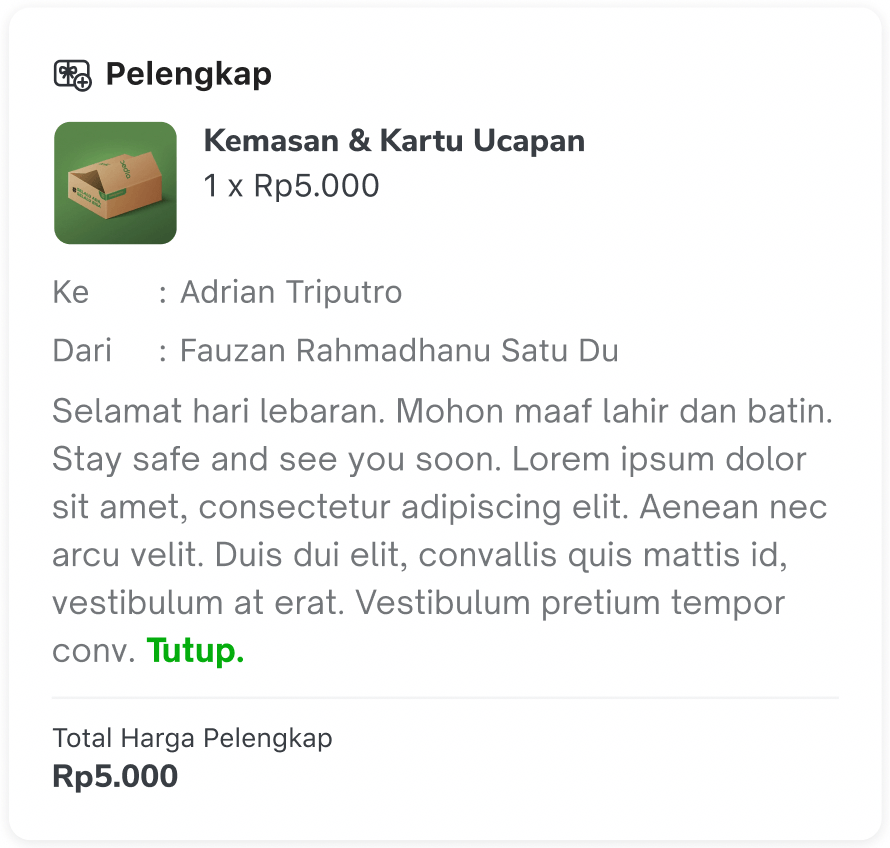 Pelengkap
Kemasan & Kartu Ucapan
1 x Rp5.000
Ke : Adrian Triputro
Dari : Fauzan Rahmadhanu Satu Du
Selamat hari lebaran. Mohon maaf lahir dan batin.
Stay safe and see you soon. Lorem ipsum dolor
sit amet, consectetur adipiscing elit. Aenean nec
arcu velit. Duis dui elit, convallis quis mattis id,
vestibulum at erat. Vestibulum pretium tempor
conv. Tutup.
Total Harga Pelengkap
Rp5.000